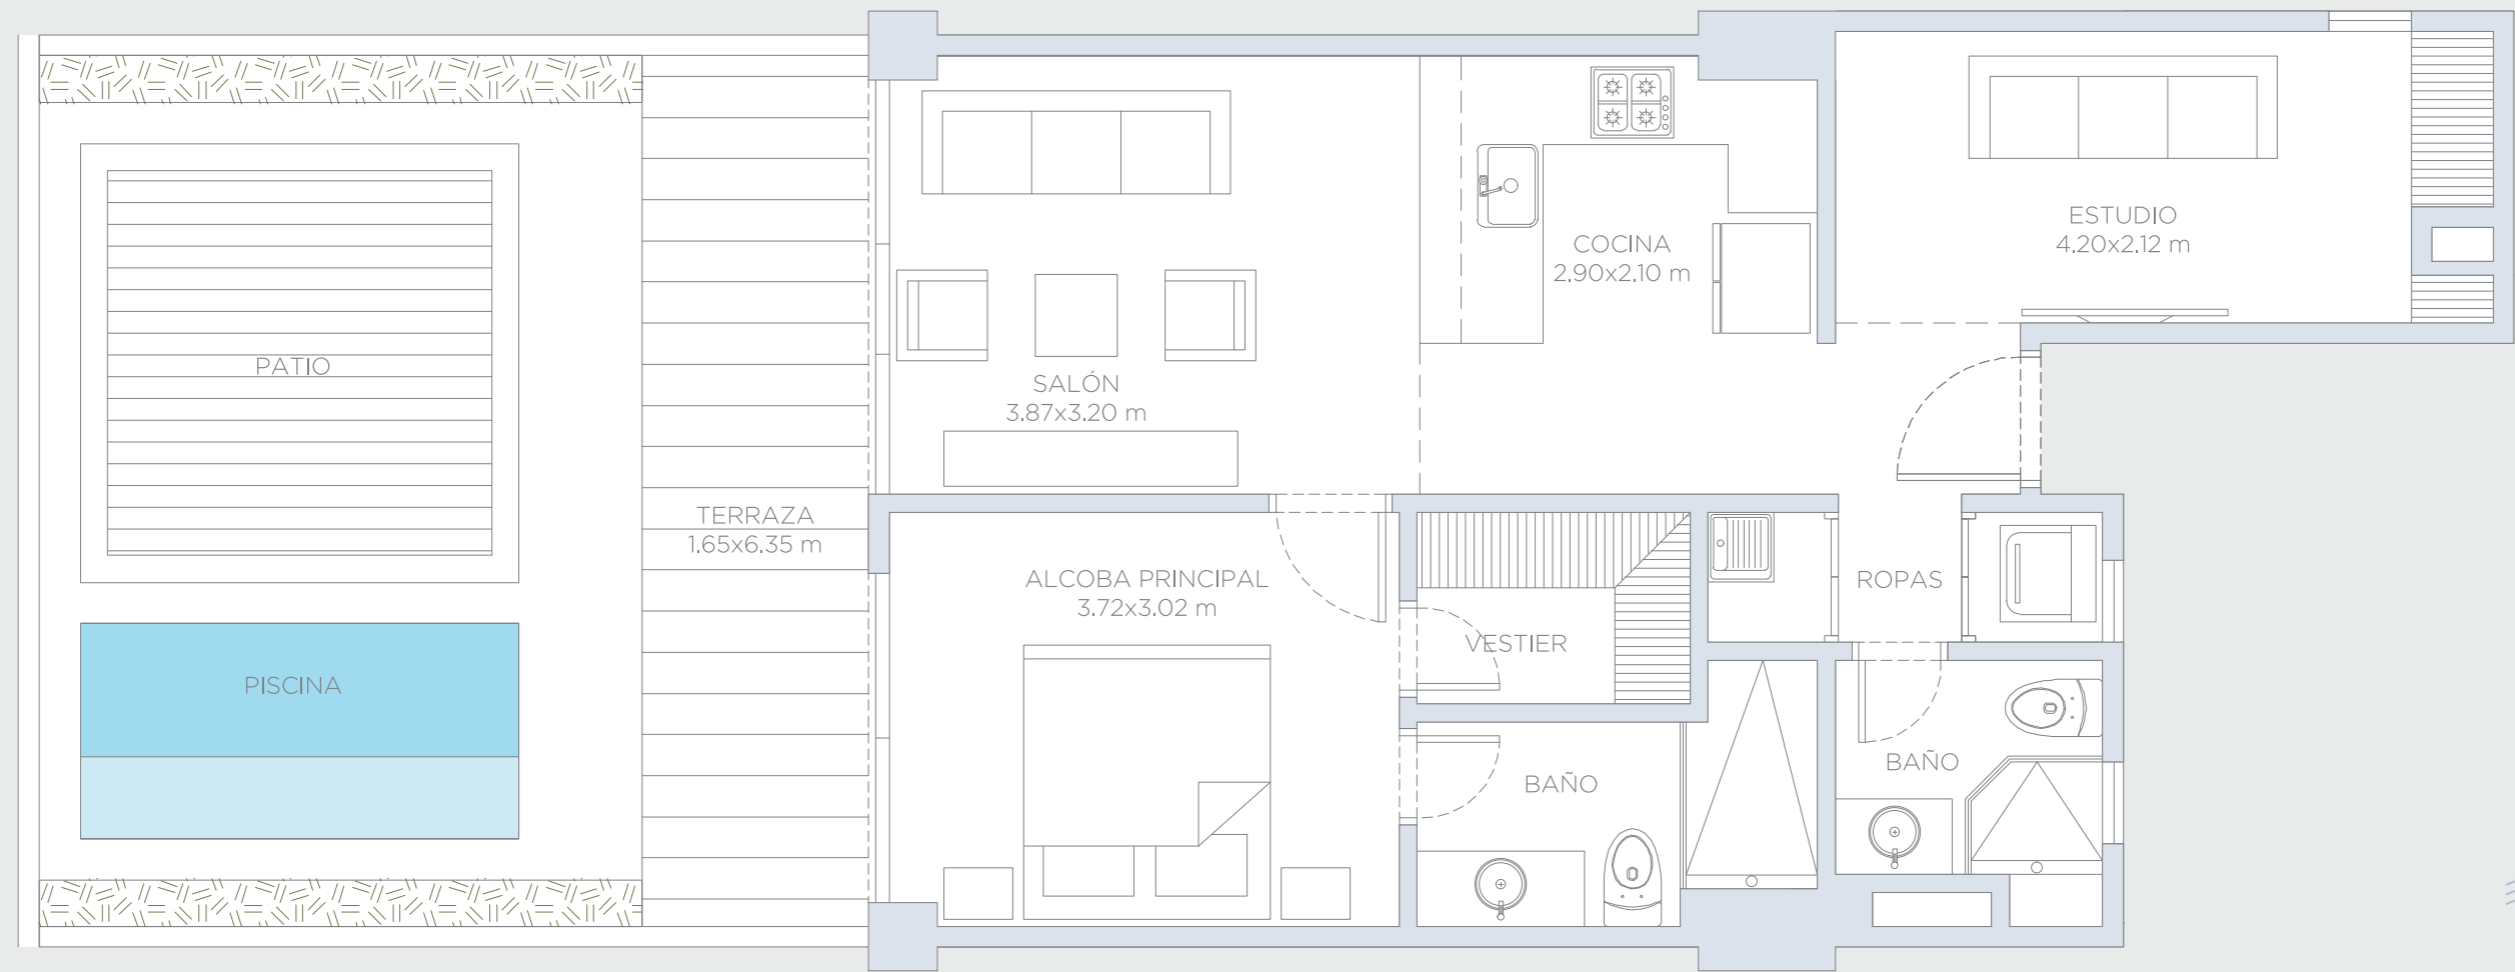 PATIO
PISCINA
TERRAZA
1.65x6.35 m
SALÓN
3.87x3.20 m
COCINA
2.90x2.10 m
ESTUDIO
4.20x2.12 m
ALCOBA PRINCIPAL
3.72x3.02 m
VESTIER
ROPAS
BAÑO
BAÑO